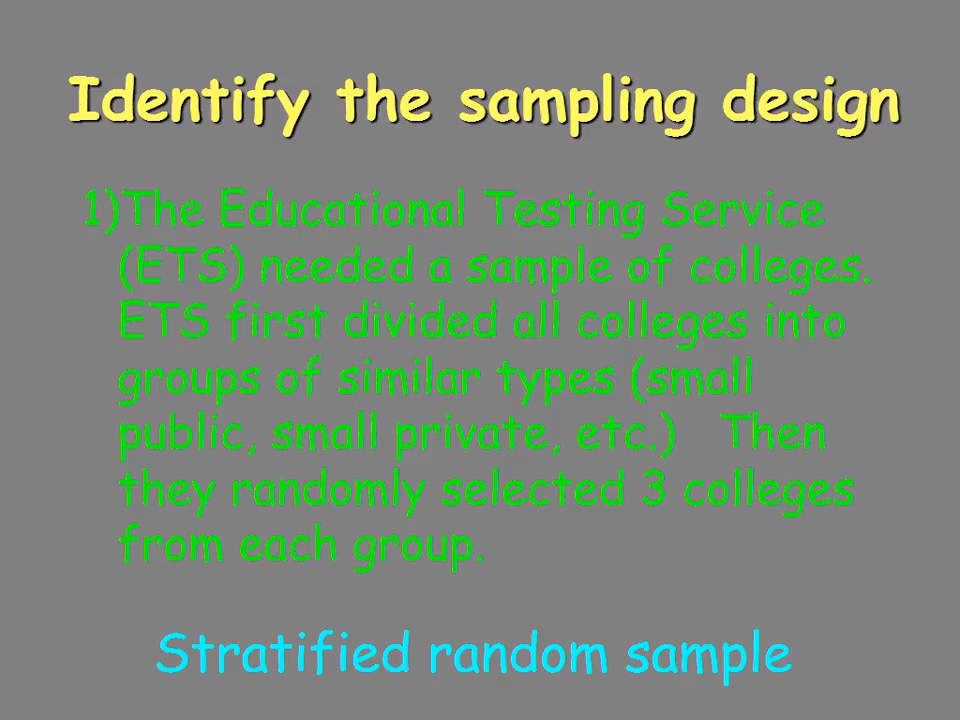 Identify the sampling design
1)The Educational Testing Service
(ETS) needed a sample of colleges.
ETS first divided all colleges into
groups of similar types (small
public, small private, etc.) Then
they randomly selected 3 colleges
from each group.
Stratified random sample